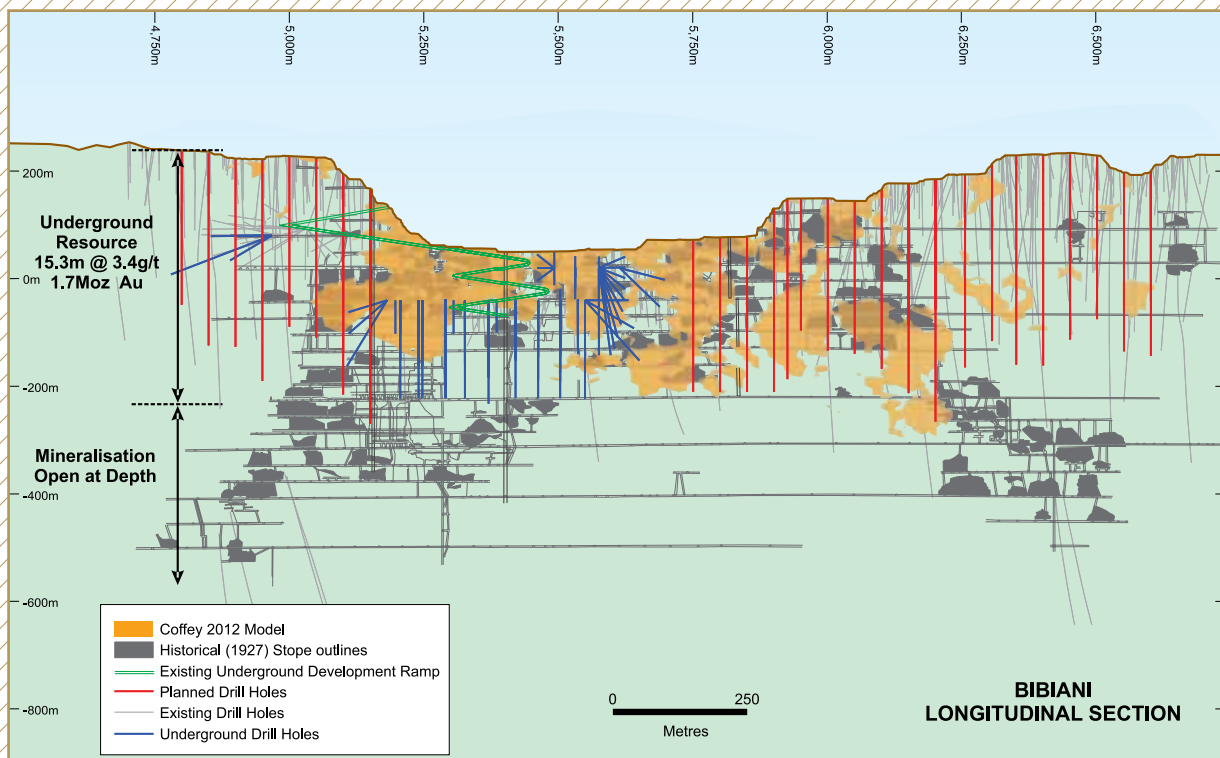 4,750m
5,000m
5,250m
5,500m
5,750m
6,000m
6,250m
6,500m
200m
0m
-200m
-400m
-600m
-800m
Underground
Resource
15.3m @ 3.4g/t
1.7Moz Au
Mineralisation
Open at Depth
Coffey 2012 Model
Historical (1927) Stope outlines
Existing Underground Development Ramp
Planned Drill Holes
Existing Drill Holes
Underground Drill Holes
0
250
Metres
BIBIANI
LONGITUDINAL SECTION